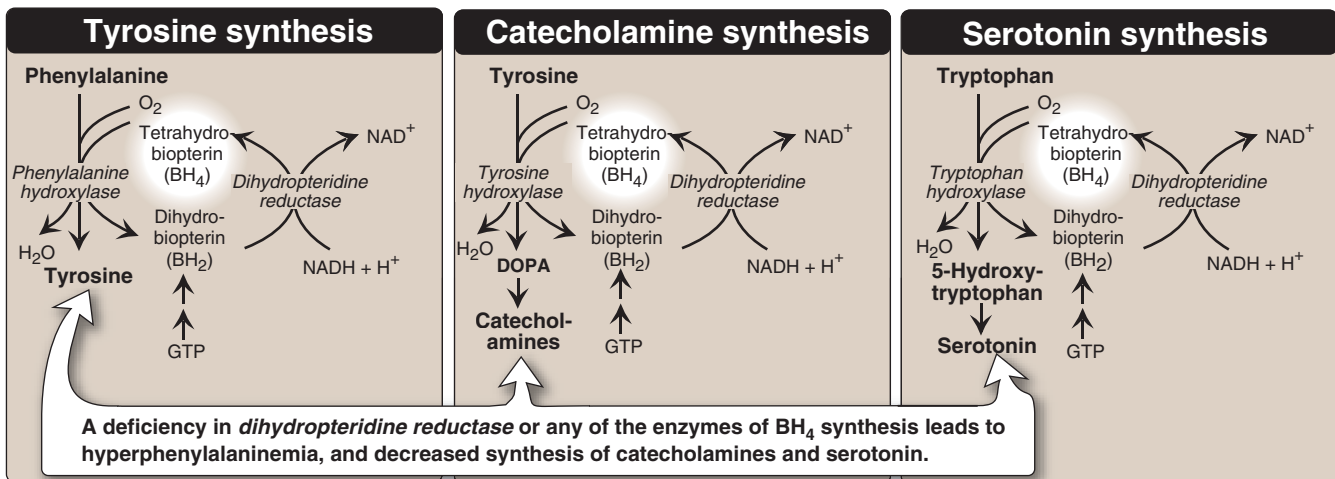 Tyrosine synthesis
Phenylalanine
O2
Tetrahydro-
biopterin
(BH4)
NAD+
Phenylalanine
hydroxylase
Dihydropteridine
reductase
H2O
Tyrosine
Dihydro-
biopterin
(BH2)
NADH + H+
GTP
Catecholamine synthesis
Tyrosine
O2
Tetrahydro-
biopterin
(BH4)
NAD+
Tyrosine
hydroxylase
Dihydropteridine
reductase
H2O
DOPA
Catechol-
amines
Dihydro-
biopterin
(BH2)
NADH + H+
GTP
Serotonin synthesis
Tryptophan
O2
Tetrahydro-
biopterin
(BH4)
NAD+
Tryptophan
hydroxylase
Dihydropteridine
reductase
H2O
5-Hydroxy-
tryptophan
Serotonin
Dihydro-
biopterin
(BH2)
NADH + H+
GTP
A deficiency in dihydropteridine reductase or any of the enzymes of BH4 synthesis leads to
hyperphenylalaninemia, and decreased synthesis of catecholamines and serotonin.